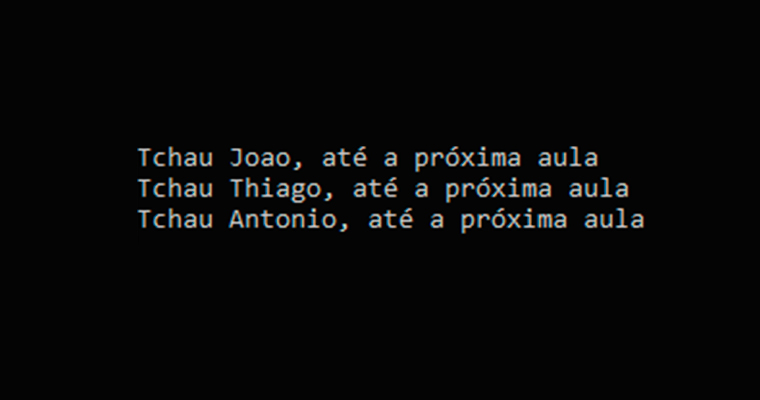 Tchau Joao, até a próxima aula
Tchau Thiago, até a próxima aula
Tchau Antonio, até a próxima aula